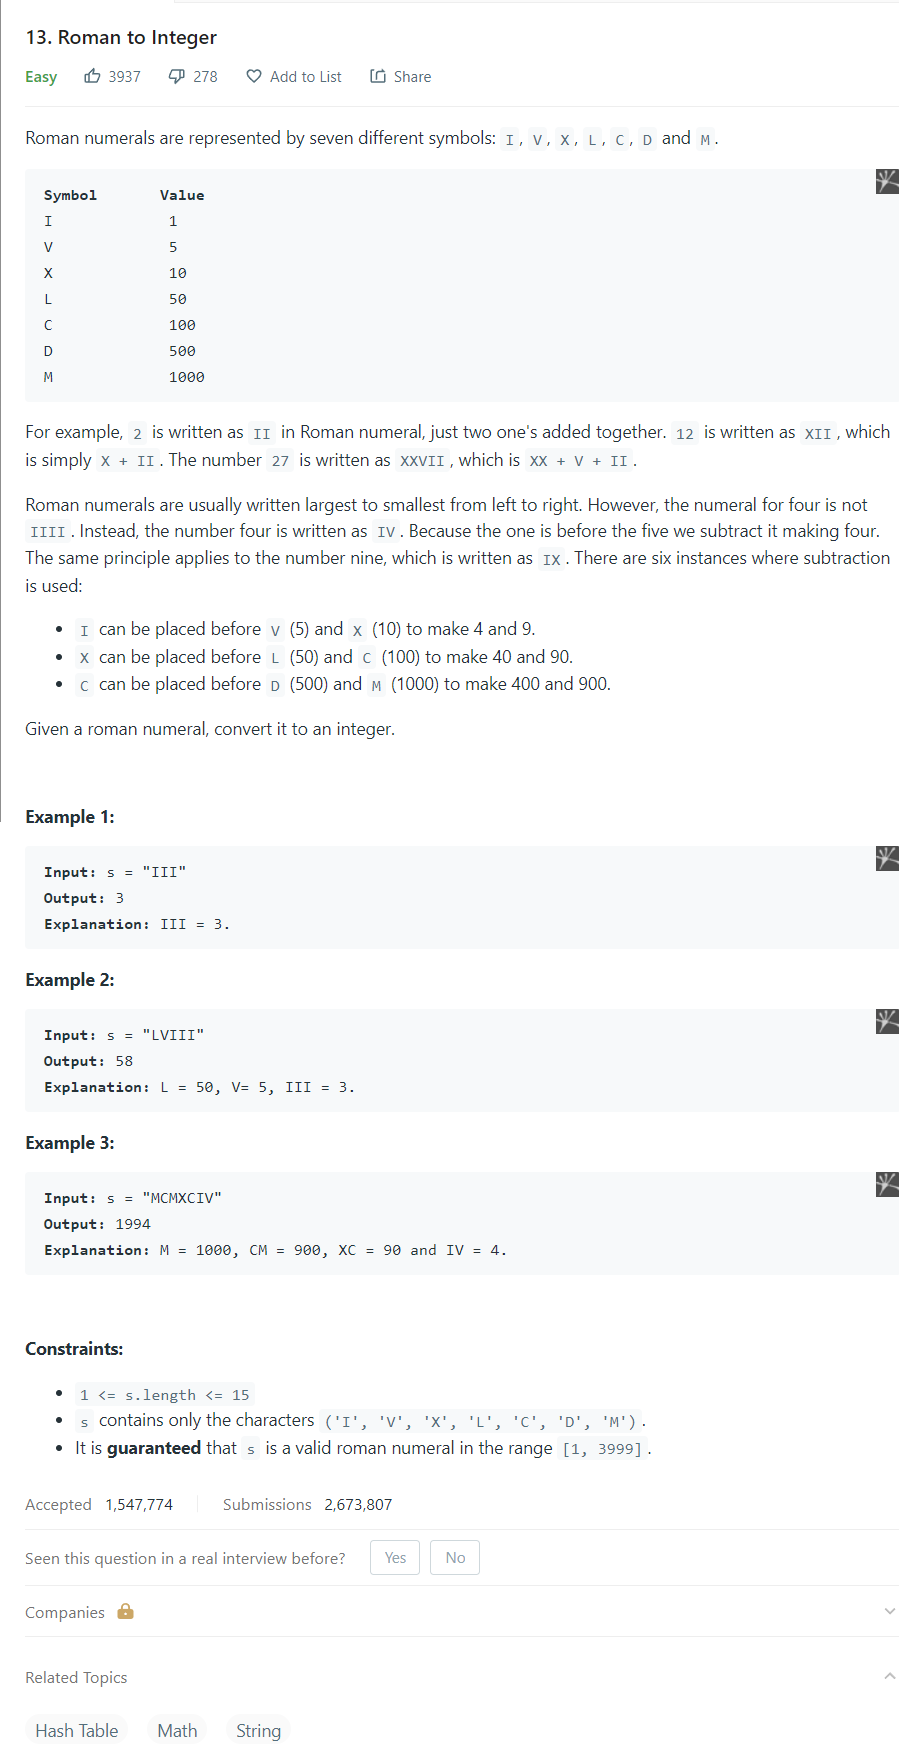 13. Roman to Integer
Easy 3937 278 Add to List Share
Roman numerals are represented by seven different symbols: I, V, X, L, C, D and M.
Symbol Value
I 1
V 5
X 10
L 50
C 100
D 500
M 1000
For example, 2 is written as II in Roman numeral, just two one's added together. 12 is written as XII, which
is simply X + II. The number 27 is written as XXVII, which is XX + V + II.
Roman numerals are usually written largest to smallest from left to right. However, the numeral for four is not
IIII. Instead, the number four is written as IV. Because the one is before the five we subtract it making four.
The same principle applies to the number nine, which is written as IX. There are six instances where subtraction
is used:
• I can be placed before V (5) and X (10) to make 4 and 9.
• X can be placed before L (50) and C (100) to make 40 and 90.
• C can be placed before D (500) and M (1000) to make 400 and 900.
Given a roman numeral, convert it to an integer.
Example 1:
Input: s = "III"
Output: 3
Explanation: III = 3.
Example 2:
Input: s = "LVIII"
Output: 58
Explanation: L = 50, V= 5, III = 3.
Example 3:
Input: s = "MCMXCIV"
Output: 1994
Explanation: M = 1000, CM = 900, XC = 90 and IV = 4.
Constraints:
• 1 <= s.length <= 15
• s contains only the characters ('I', 'V', 'X', 'L', 'C', 'D', 'M').
• It is guaranteed that s is a valid roman numeral in the range [1, 3999].
Accepted 1,547,774 Submissions 2,673,807
Seen this question in a real interview before? Yes No
Companies
Related Topics
Hash Table Math String